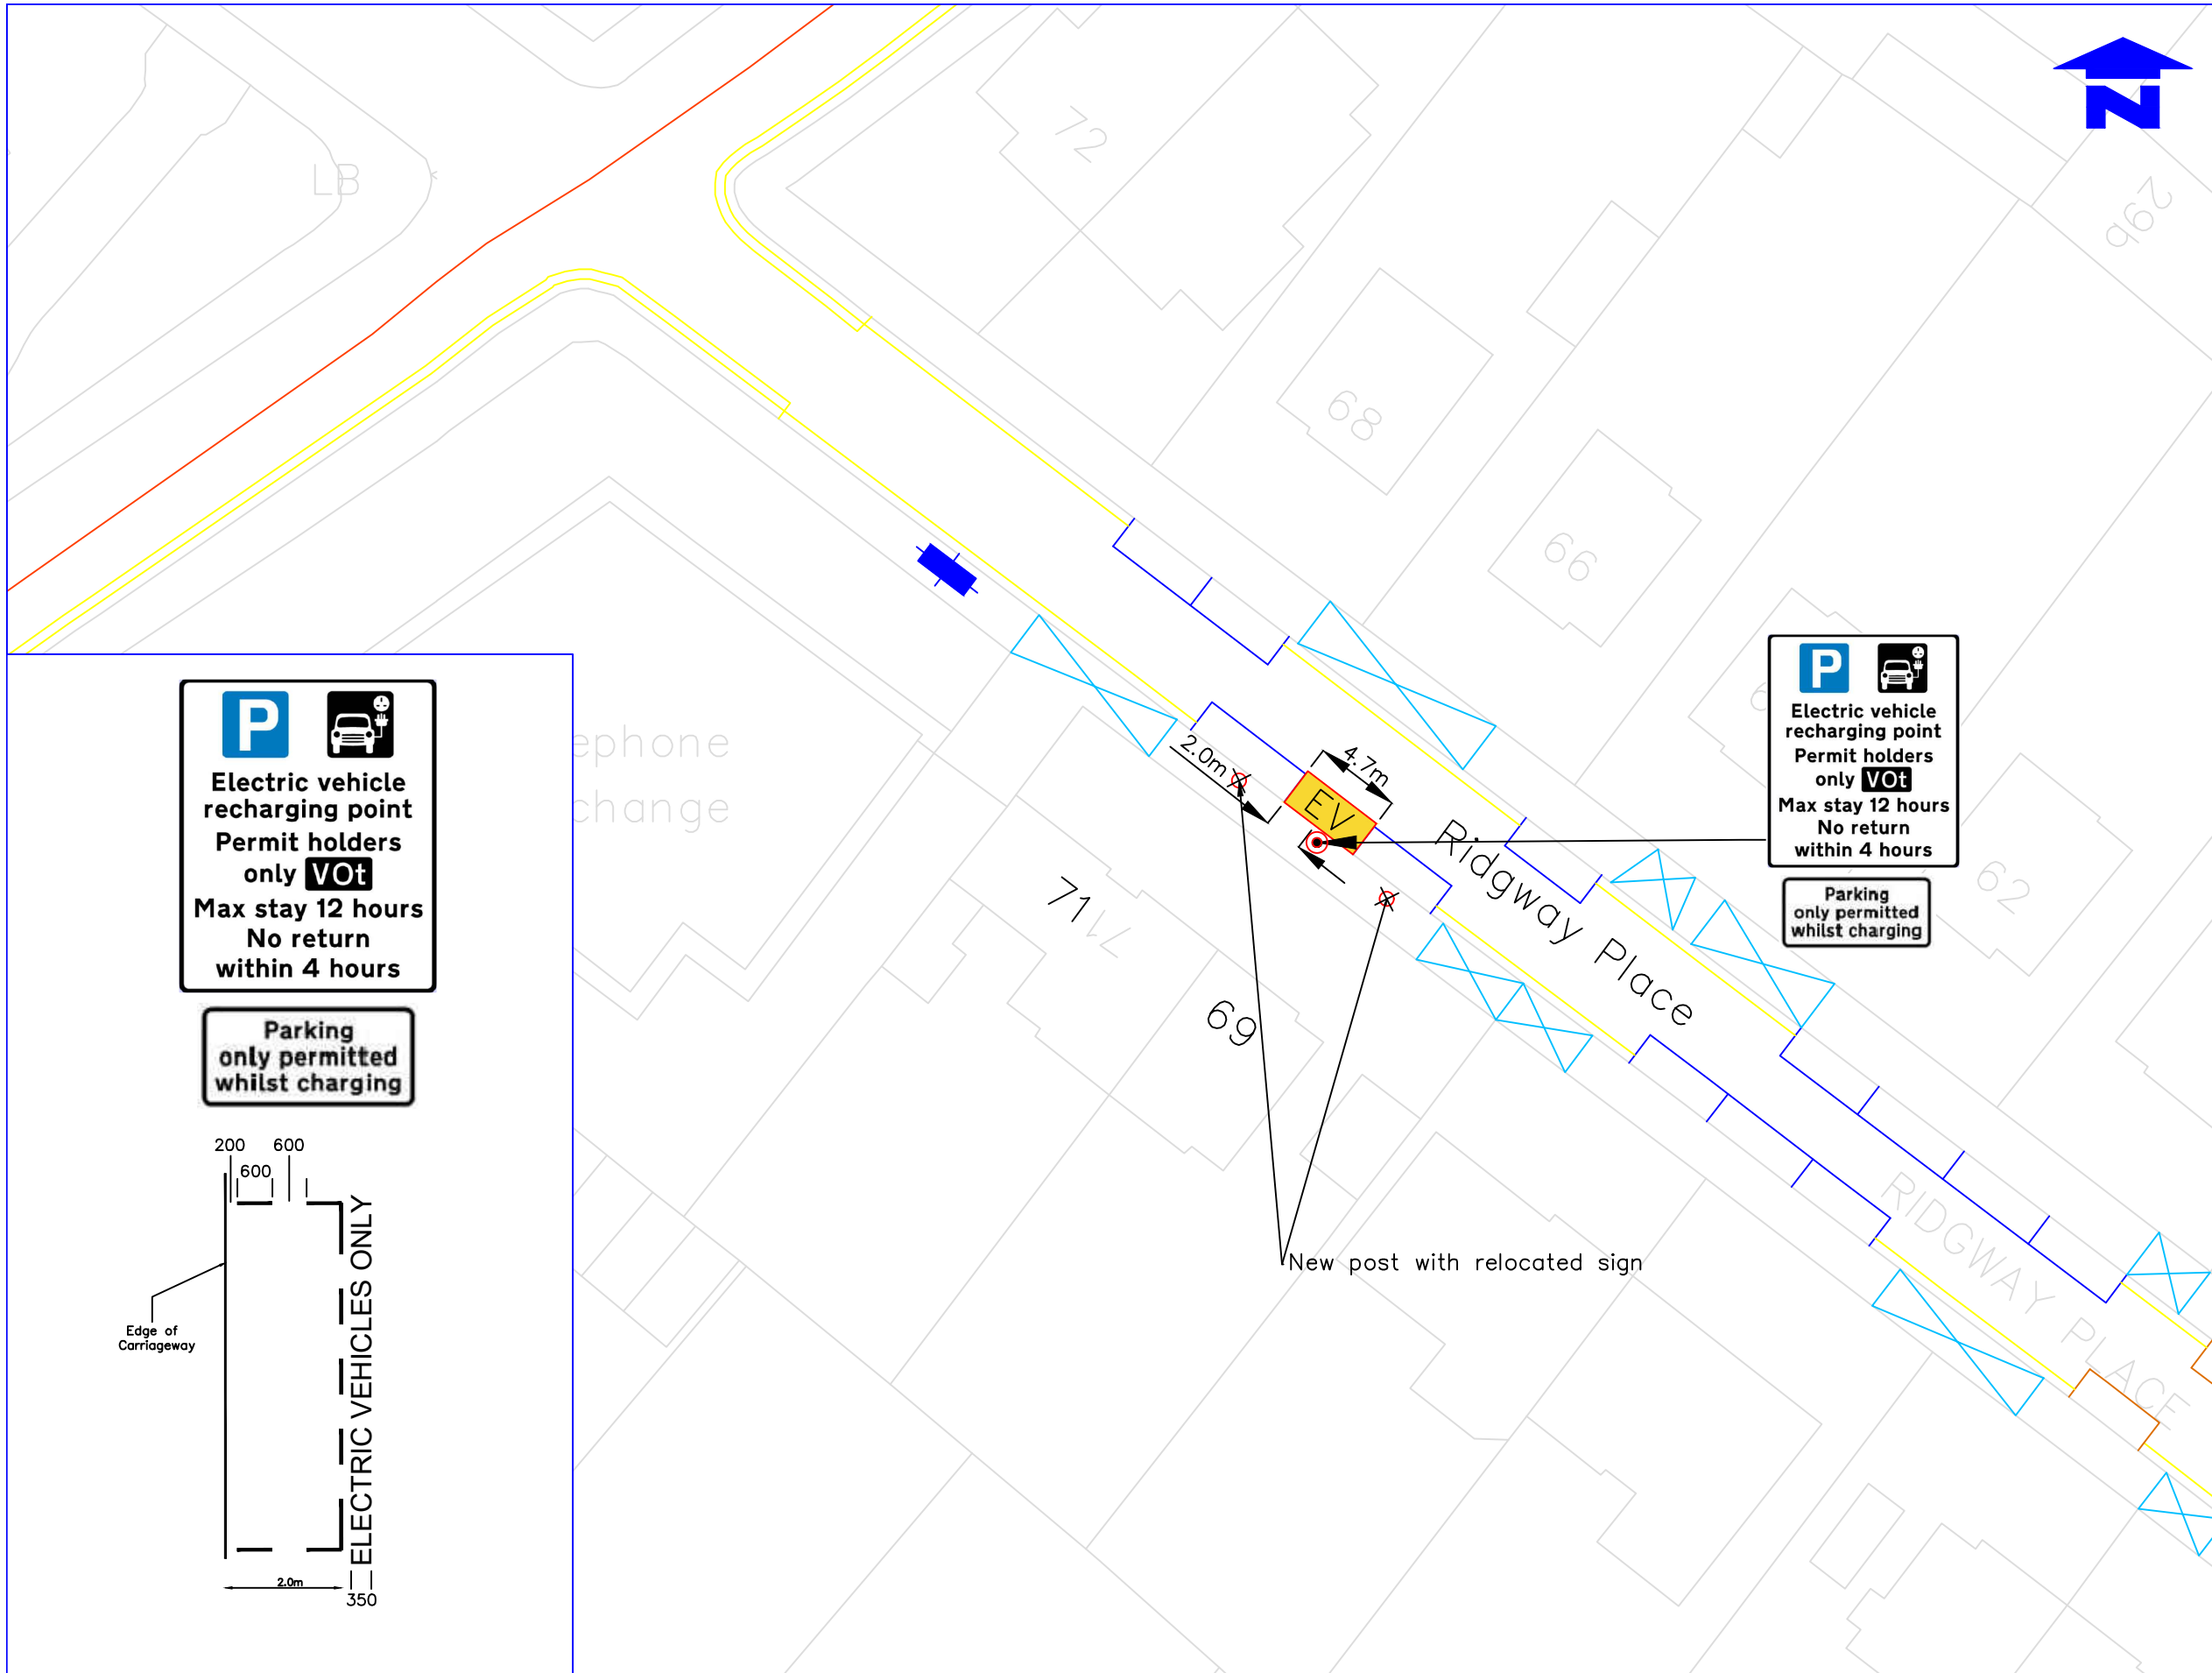 N
72
LB
29b
68
66
P
Electric vehicle
recharging point
Permit holders
only VOt
Max stay 12 hours
No return
within 4 hours
Parking
only permitted
whilst charging
62
2.0m
4.7m
EV
Ridgway Place
71
69
New post with relocated sign
RIDGWAY PLACE
ephone
change
P
Electric vehicle
recharging point
Permit holders
only VOt
Max stay 12 hours
No return
within 4 hours
Parking
only permitted
whilst charging
200 600
600
ELECTRIC VEHICLES ONLY
Edge of
Carriageway
2.0m
350